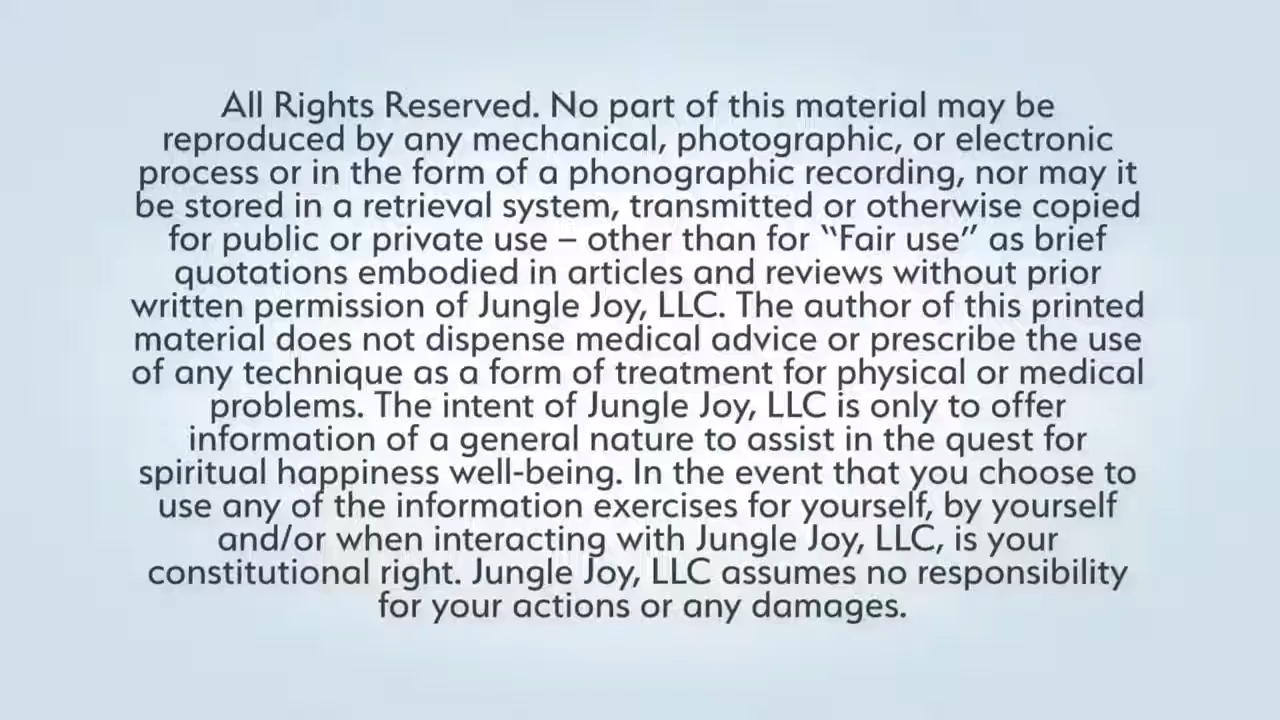 All Rights Reserved. No part of this material may be
reproduced by any mechanical, photographic, or electronic
process or in the form of a phonographic recording, nor may it
be stored in a retrieval system, transmitted or otherwise copied
for public or private use – other than for “Fair use” as brief
quotations embodied in articles and reviews without prior
written permission of Jungle Joy, LLC. The author of this printed
material does not dispense medical advice or prescribe the use
of any technique as a form of treatment for physical or medical
problems. The intent of Jungle Joy, LLC is only to offer
information of a general nature to assist in the quest for
spiritual happiness well-being. In the event that you choose to
use any of the information exercises for yourself, by yourself
and/or when interacting with Jungle Joy, LLC, is your
constitutional right. Jungle Joy, LLC assumes no responsibility
for your actions or any damages.